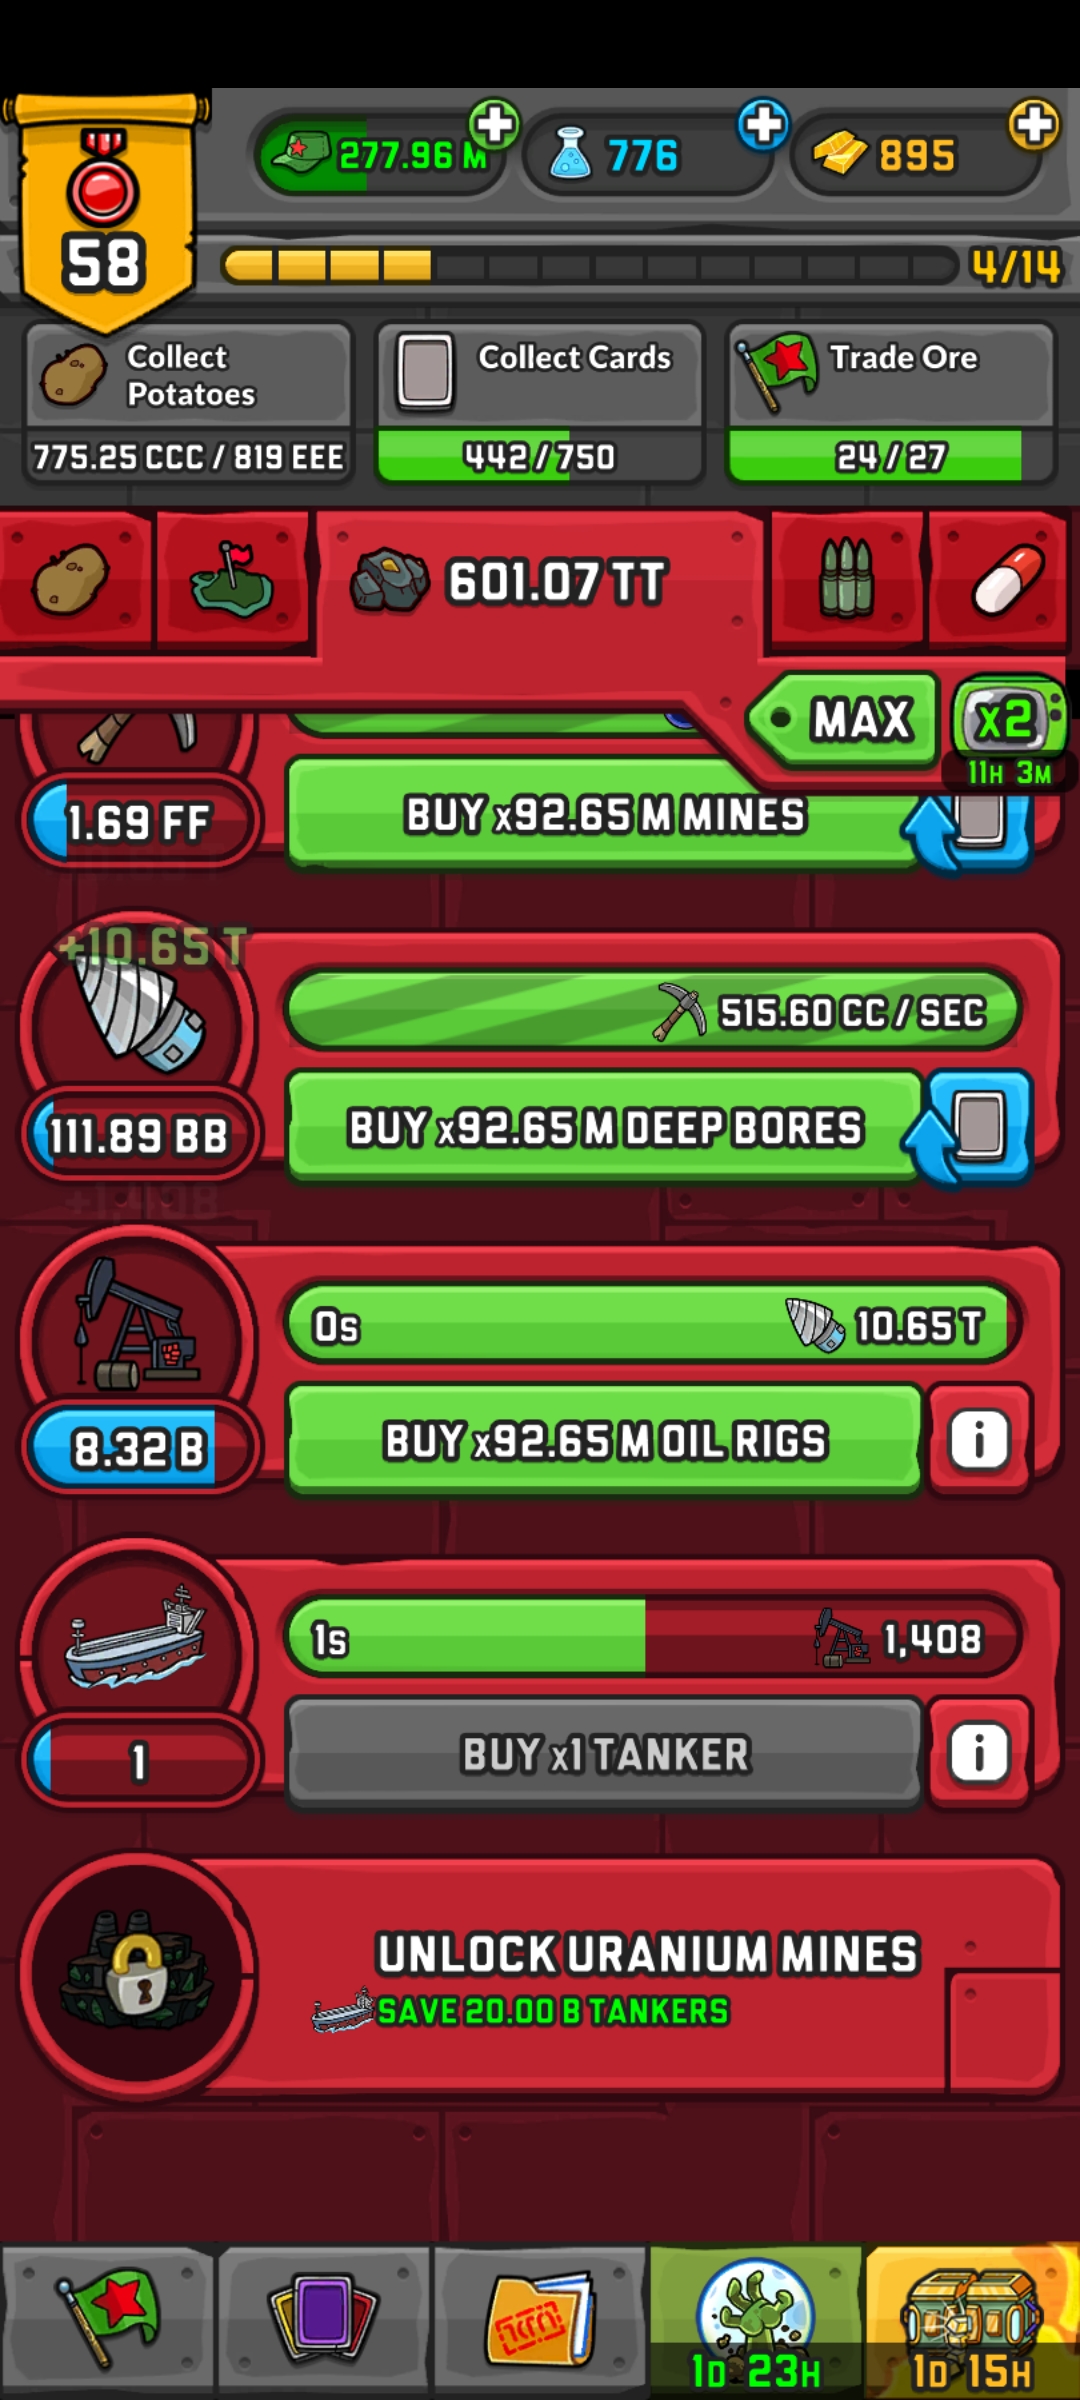 58
277.96 M
776
895
4/14
Collect
Potatoes
775.25 CCC / 819 EEE
Collect Cards
442/750
Trade Ore
24/27
601.07 TT
MAX
x2
11H 3M
1.69 FF
BUY x92.65 M MINES
+10.65 T
515.60 CC / SEC
111.89 BB
BUY x92.65 M DEEP BORES
+1,408
0s
10.65 T
8.32 B
BUY x92.65 M OIL RIGS
i
1s
1,408
1
BUY x1 TANKER
i
UNLOCK URANIUM MINES
SAVE 20.00 B TANKERS
1D 23H
1D 15H